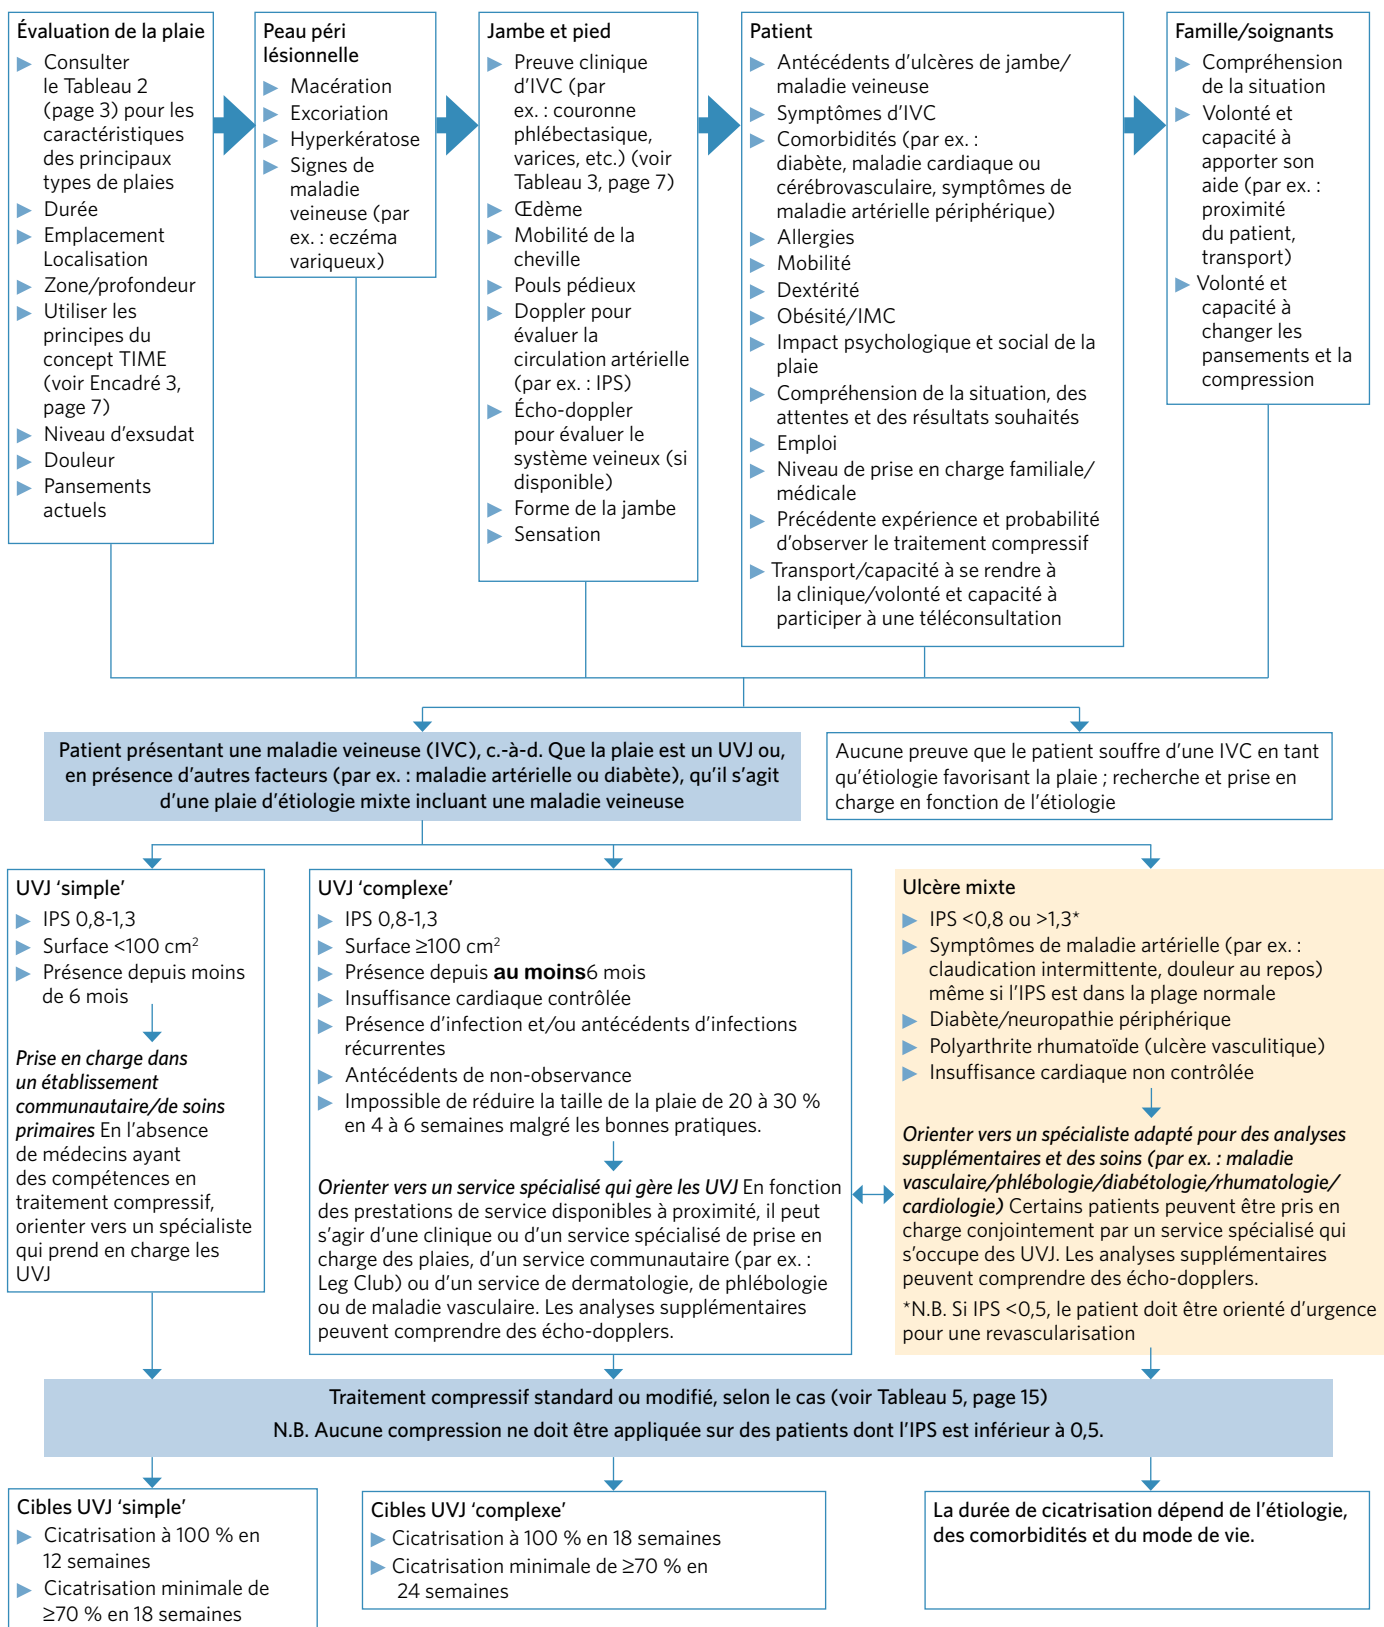 Évaluation de la plaie
▶ Consulter
le Tableau 2
(page 3) pour les
caractéristiques
des principaux
types de plaies
▶ Durée
▶ Emplacement
Localisation
▶ Zone/profondeur
▶ Utiliser les
principes du
concept TIME
(voir Encadré 3,
page 7)
▶ Niveau d'exsudat
▶ Douleur
▶ Pansements
actuels
Peau péri
lésionnelle
▶ Macération
▶ Excoriation
▶ Hyperkératose
▶ Signes de
maladie
veineuse (par
ex. : eczéma
variqueux)
Jambe et pied
▶ Preuve clinique
d'IVC (par
ex. : couronne
phlébectasique,
varices, etc.) (voir
Tableau 3, page 7)
▶ Œdème
▶ Mobilité de la
cheville
▶ Pouls pédieux
▶ Doppler pour
évaluer la
circulation artérielle
(par ex. : IPS)
▶ Écho-doppler
pour évaluer le
système veineux (si
disponible)
▶ Forme de la jambe
▶ Sensation
Patient
▶ Antécédents d'ulcères de jambe/
maladie veineuse
▶ Symptômes d'IVC
▶ Comorbidités (par ex. :
diabète, maladie cardiaque ou
cérébrovasculaire, symptômes de
maladie artérielle périphérique)
▶ Allergies
▶ Mobilité
▶ Dextérité
▶ Obésité/IMC
▶ Impact psychologique et social de la
plaie
▶ Compréhension de la situation, des
attentes et des résultats souhaités
▶ Emploi
▶ Niveau de prise en charge familiale/
médicale
▶ Précédente expérience et probabilité
d'observer le traitement compressif
▶ Transport/capacité à se rendre à
la clinique/volonté et capacité à
participer à une téléconsultation
Famille/soignants
▶ Compréhension
de la situation
▶ Volonté et
capacité à
apporter son
aide (par ex. :
proximité
du patient,
transport)
▶ Volonté et
capacité à
changer les
pansements et la
compression
Patient présentant une maladie veineuse (IVC), c.-à-d. Que la plaie est un UVJ ou,
en présence d'autres facteurs (par ex. : maladie artérielle ou diabète), qu'il s'agit
d'une plaie d'étiologie mixte incluant une maladie veineuse
Aucune preuve que le patient souffre d'une IVC en tant
qu'étiologie favorisant la plaie ; recherche et prise en
charge en fonction de l'étiologie
UVJ 'simple'
▶ IPS 0,8-1,3
▶ Surface <100 cm²
▶ Présence depuis moins
de 6 mois
Prise en charge dans
un établissement
communautaire/de soins
primaires En l'absence
de médecins ayant
des compétences en
traitement compressif,
orienter vers un spécialiste
qui prend en charge les
UVJ
UVJ 'complexe'
▶ IPS 0,8-1,3
▶ Surface ≥100 cm²
▶ Présence depuis au moins6 mois
▶ Insuffisance cardiaque contrôlée
▶ Présence d'infection et/ou antécédents d'infections
récurrentes
▶ Antécédents de non-observance
▶ Impossible de réduire la taille de la plaie de 20 à 30 %
en 4 à 6 semaines malgré les bonnes pratiques.
Orienter vers un service spécialisé qui gère les UVJ En fonction
des prestations de service disponibles à proximité, il peut
s'agir d'une clinique ou d'un service spécialisé de prise en
charge des plaies, d'un service communautaire (par ex. :
Leg Club) ou d'un service de dermatologie, de phlébologie
ou de maladie vasculaire. Les analyses supplémentaires
peuvent comprendre des écho-dopplers.
Ulcère mixte
▶ IPS <0,8 ou >1,3*
▶ Symptômes de maladie artérielle (par ex. :
claudication intermittente, douleur au repos)
même si l'IPS est dans la plage normale
▶ Diabète/neuropathie périphérique
▶ Polyarthrite rhumatoïde (ulcère vasculitique)
▶ Insuffisance cardiaque non contrôlée
Orienter vers un spécialiste adapté pour des analyses
supplémentaires et des soins (par ex. : maladie
vasculaire/phlébologie/diabétologie/rhumatologie/
cardiologie) Certains patients peuvent être pris en
charge conjointement par un service spécialisé qui
s'occupe des UVJ. Les analyses supplémentaires
peuvent comprendre des écho-dopplers.
*N.B. Si IPS <0,5, le patient doit être orienté d'urgence
pour une revascularisation
Traitement compressif standard ou modifié, selon le cas (voir Tableau 5, page 15)
N.B. Aucune compression ne doit être appliquée sur des patients dont l'IPS est inférieur à 0,5.
Cibles UVJ 'simple'
▶ Cicatrisation à 100 % en
12 semaines
▶ Cicatrisation minimale de
≥70 % en 18 semaines
Cibles UVJ 'complexe'
▶ Cicatrisation à 100 % en 18 semaines
▶ Cicatrisation minimale de ≥70 % en
24 semaines
La durée de cicatrisation dépend de l'étiologie,
des comorbidités et du mode de vie.